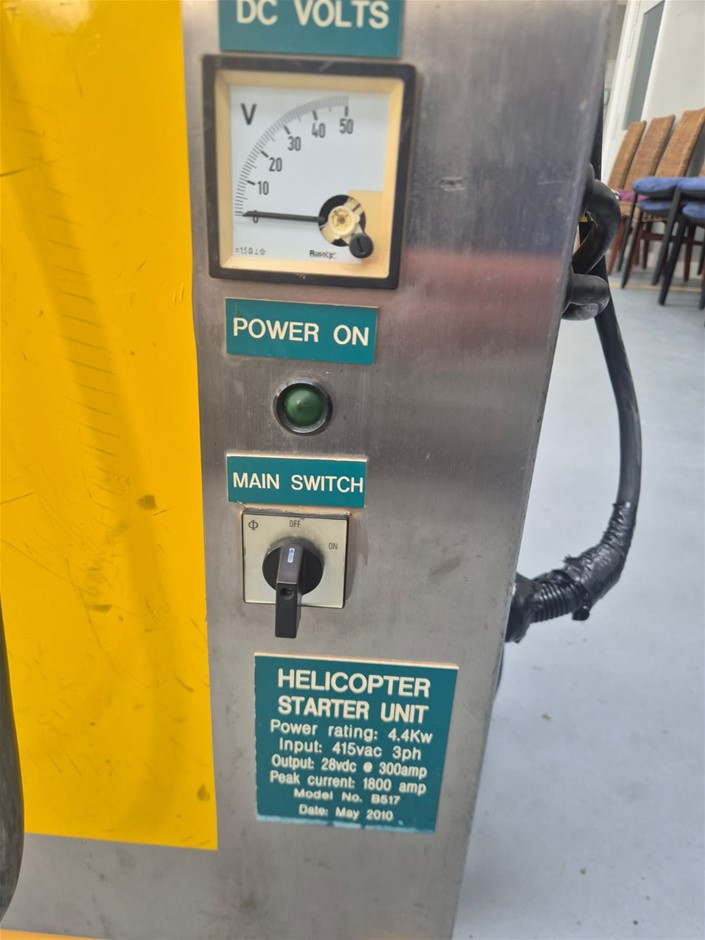 DC VOLTS
V
0
10
20
30
40
50
POWER ON
MAIN SWITCH
OFF
ON
HELICOPTER
STARTER UNIT
Power rating: 4.4Kw
Input: 415vac 3ph
Output: 28vdc @ 300amp
Peak current: 1800 amp
Model No. B517
Date: May 2010